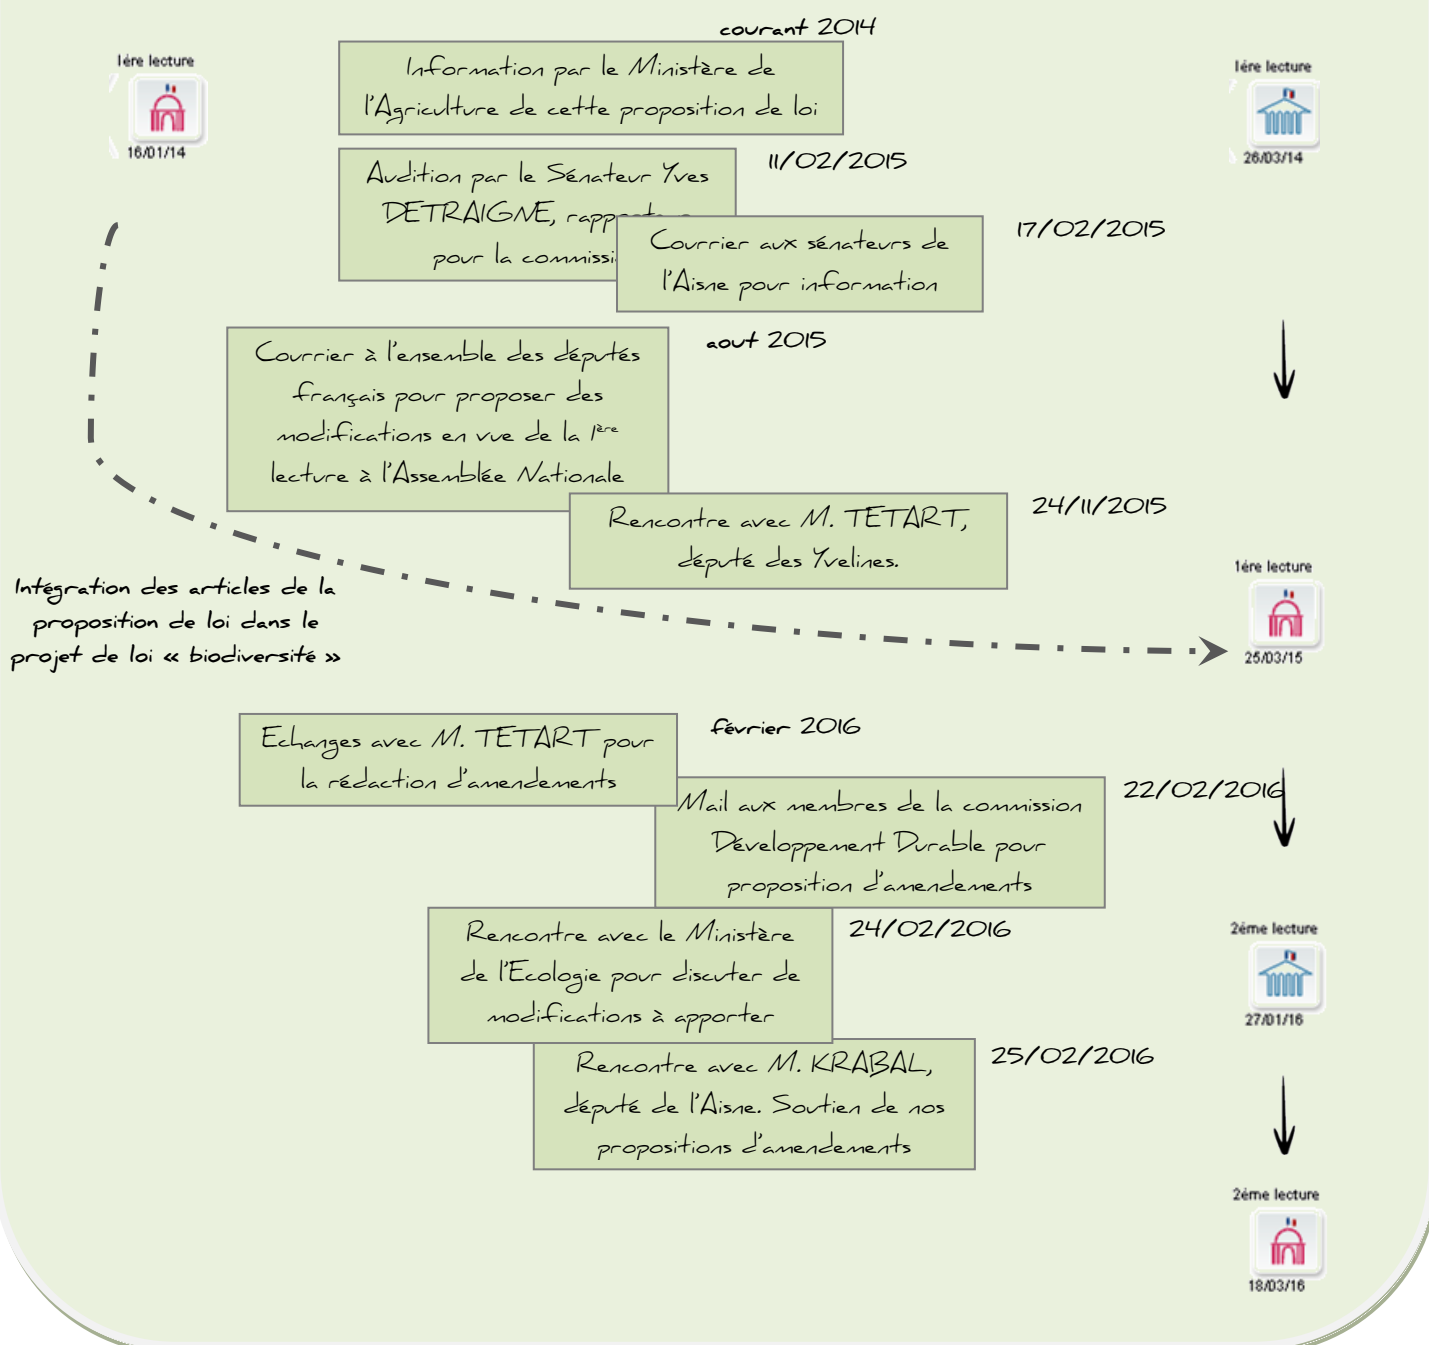 courant 2014
1ére lecture
16/01/14
Information par le Ministère de
l'Agriculture de cette proposition de loi
1ére lecture
26/03/14
Audition par le Sénateur Yves
DETRAIGNE,
pour la
11/02/2015
Courrier aux sénateurs de
l'Aisne pour information
17/02/2015
Courrier à l'ensemble des députés
français pour proposer des
modifications en vue de la 1ère
lecture à l'Assemblée Nationale
aout 2015
Rencontre avec M. TETART,
député des Yvelines.
24/11/2015
Intégration des articles de la
proposition de loi dans le
projet de loi « biodiversité »
1ére lecture
25/03/15
Echanges avec M. TETART pour
la rédaction d'amendements
février 2016
Mail aux membres de la commission
Développement Durable pour
proposition d'amendements
22/02/2016
Rencontre avec le Ministère
de l'Ecologie pour discuter de
modifications à apporter
24/02/2016
2éme lecture
27/01/16
Rencontre avec M. KRABAL,
député de l'Aisne. Soutien de nos
propositions d'amendements
25/02/2016
2éme lecture
18/03/16